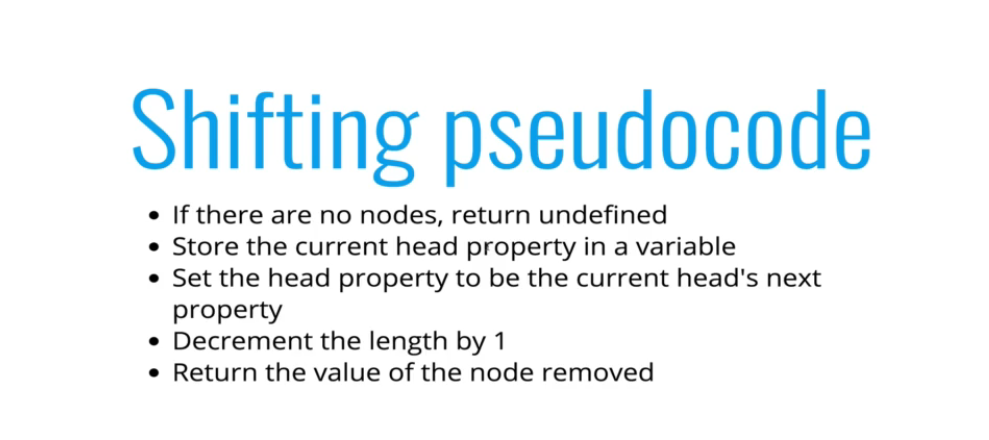 Shifting pseudocode
• If there are no nodes, return undefined
• Store the current head property in a variable
• Set the head property to be the current head's next
property
• Decrement the length by 1
• Return the value of the node removed